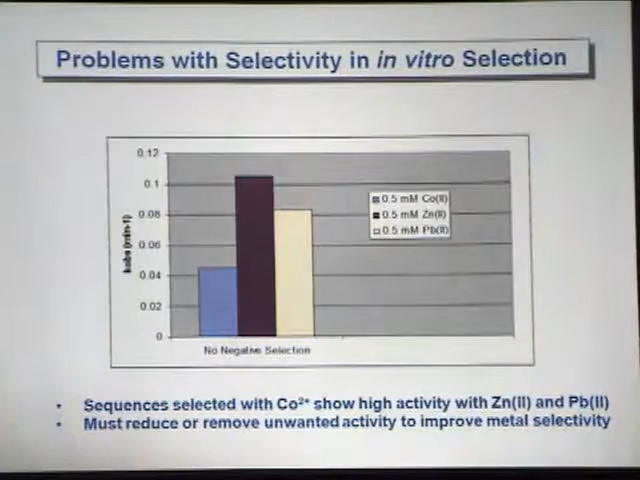 Problems with Selectivity in in vitro Selection
0.12
0.1
0.08
0.06
0.04
0.02
0
kobs (min-1)
0.5 mM Co(II)
0.5 mM Zn(II)
0.5 mM Pb(II)
No Negative Selection
• Sequences selected with Co²⁺ show high activity with Zn(II) and Pb(II)
• Must reduce or remove unwanted activity to improve metal selectivity